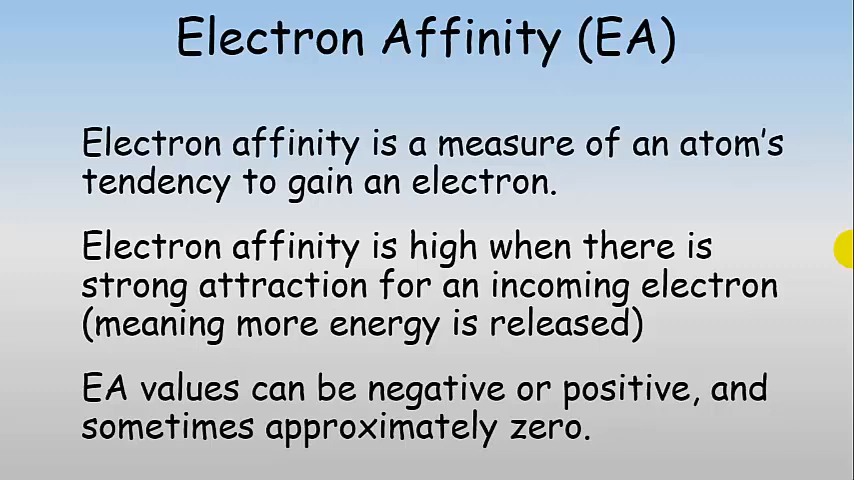 Electron Affinity (EA)
Electron affinity is a measure of an atom's
tendency to gain an electron.
Electron affinity is high when there is
strong attraction for an incoming electron
(meaning more energy is released)
EA values can be negative or positive, and
sometimes approximately zero.